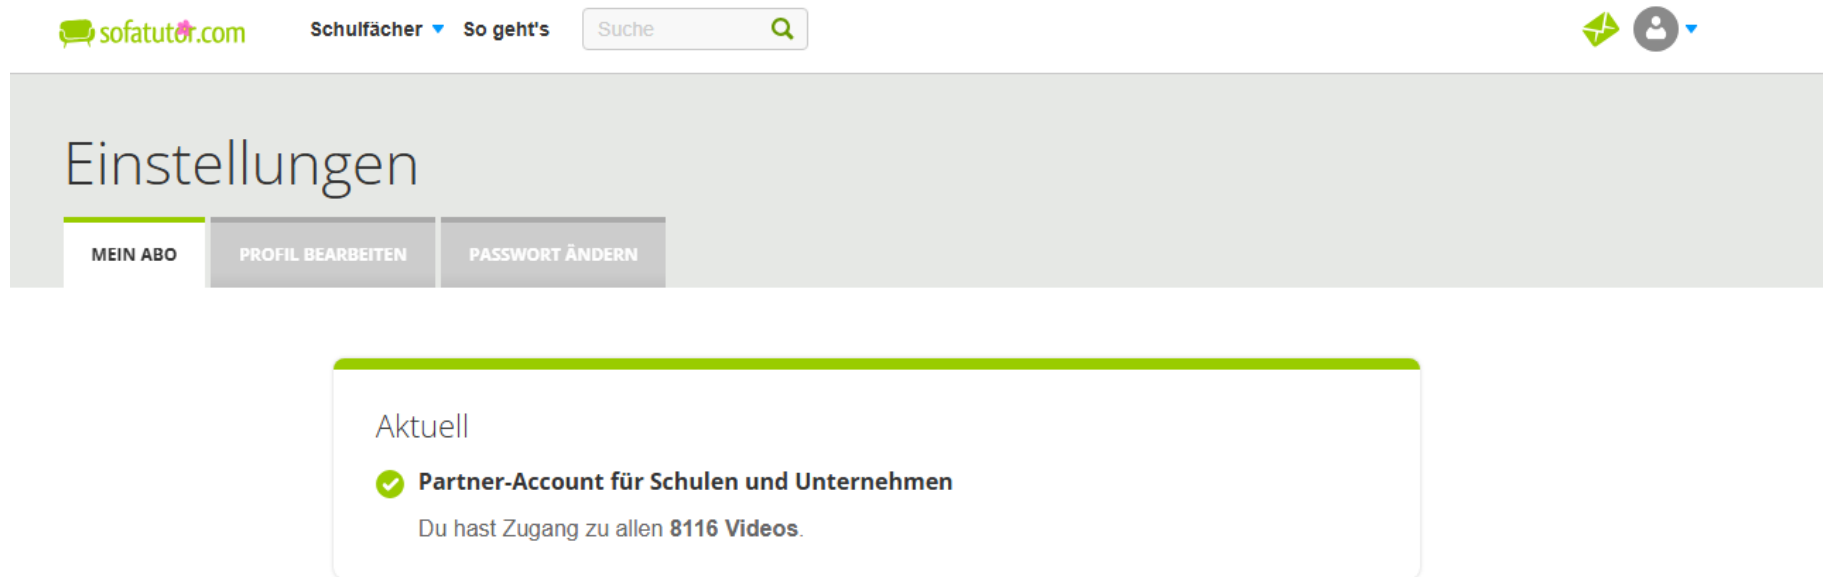 sofatutor.com Schulfächer So geht's Suche
Einstellungen
MEIN ABO PROFIL BEARBEITEN PASSWORT ÄNDERN
Aktuell
Partner-Account für Schulen und Unternehmen
Du hast Zugang zu allen 8116 Videos.